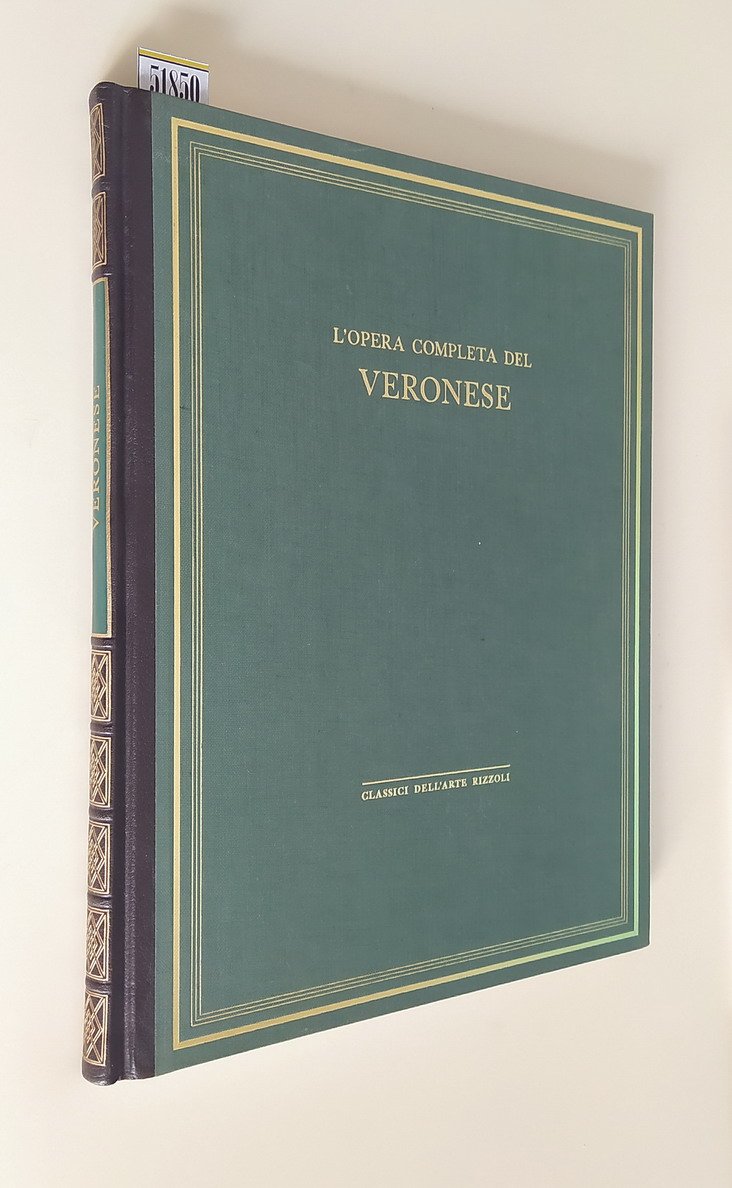 51850
L'OPERA COMPLETA DEL
VERONESE
CLASSICI DELL'ARTE RIZZOLI
VERONESE